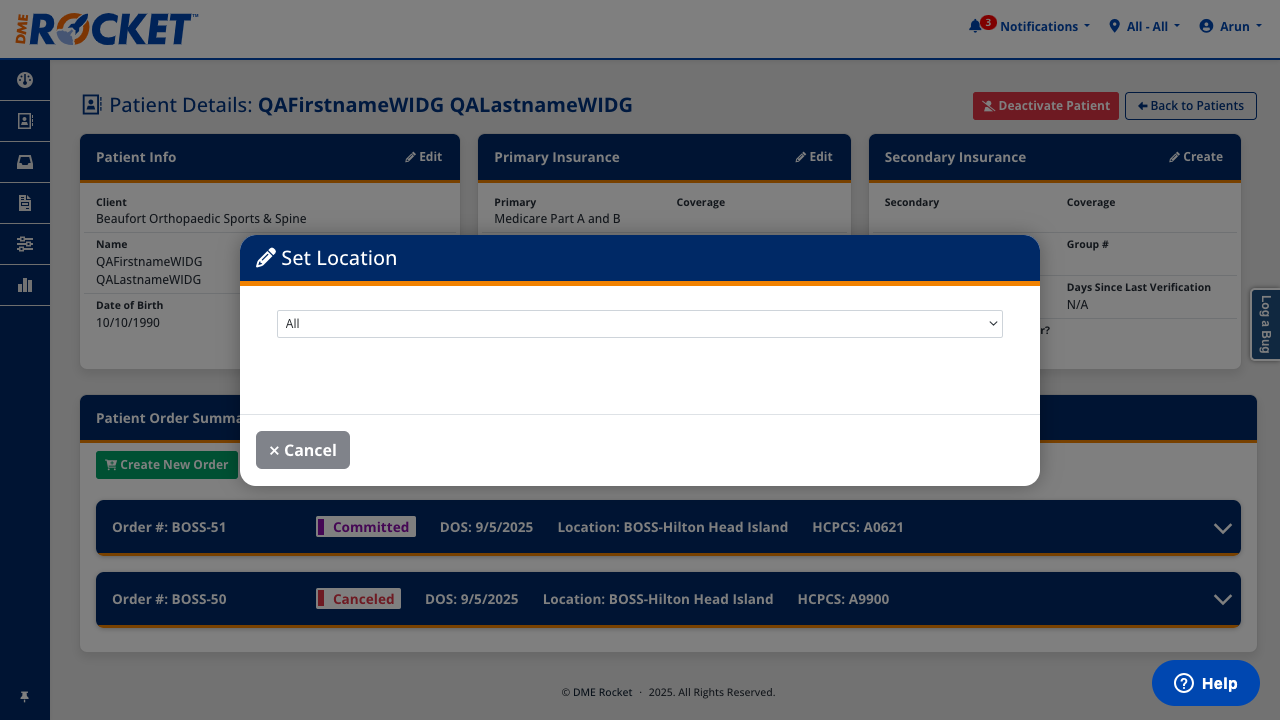 DME ROCKET™
3 Notifications All - All Arun
Patient Details: QAFirstnameWIDG QALastnameWIDG
Deactivate Patient Back to Patients
Patient Info Edit
Primary Insurance Edit
Secondary Insurance Create
Client
Beaufort Orthopaedic Sports & Spine
Name
QAFirstnameWIDG
QALastnameWIDG
Date of Birth
10/10/1990
Primary Coverage
Medicare Part A and B
Secondary Coverage
Group #
Days Since Last Verification
N/A
r?
Set Location
All
× Cancel
Log a Bug
Patient Order Summa
Create New Order
Order #: BOSS-51 Committed DOS: 9/5/2025 Location: BOSS-Hilton Head Island HCPCS: A0621
Order #: BOSS-50 Canceled DOS: 9/5/2025 Location: BOSS-Hilton Head Island HCPCS: A9900
© DME Rocket · 2025. All Rights Reserved.
Help